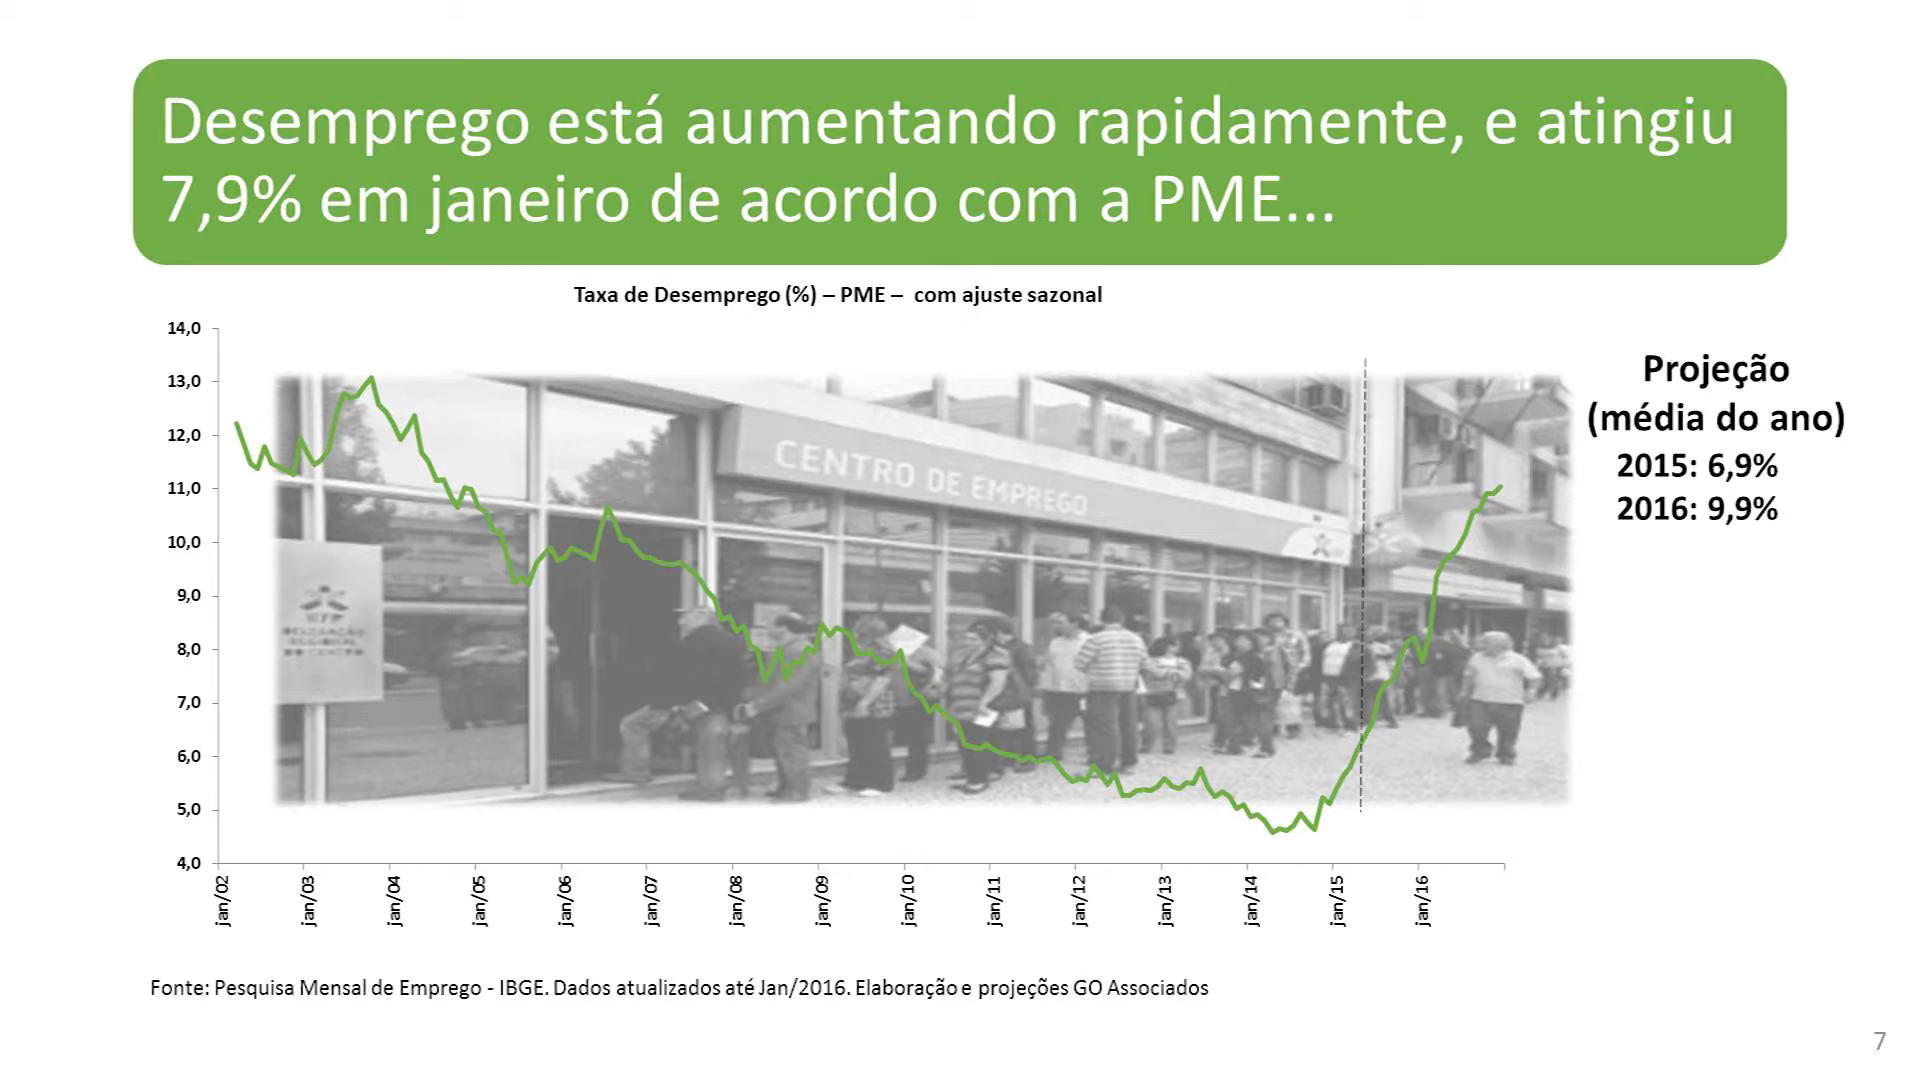 Desemprego está aumentando rapidamente, e atingiu
7,9% em janeiro de acordo com a PME...
Taxa de Desemprego (%) – PME – com ajuste sazonal
14,0
13,0
12,0
11,0
10,0
9,0
8,0
7,0
6,0
5,0
4,0
CENTRO DE EMPREGO
jan/02
jan/03
jan/04
jan/05
jan/06
jan/07
jan/08
jan/09
jan/10
jan/11
jan/12
jan/13
jan/14
jan/15
jan/16
Projeção
(média do ano)
2015: 6,9%
2016: 9,9%
Fonte: Pesquisa Mensal de Emprego - IBGE. Dados atualizados até Jan/2016. Elaboração e projeções GO Associados
7